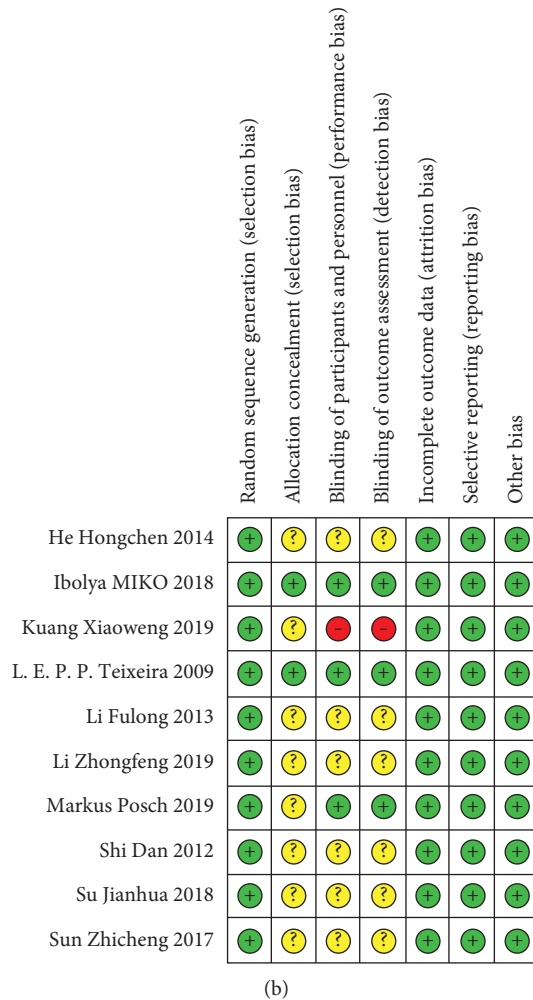 Random sequence generation (selection bias)
Allocation concealment (selection bias)
Blinding of participants and personnel (performance bias)
Blinding of outcome assessment (detection bias)
Incomplete outcome data (attrition bias)
Selective reporting (reporting bias)
Other bias
He Hongchen 2014 + ? ? ? + + +
Ibolya MIKO 2018 + + + + + + +
Kuang Xiaoweng 2019 + ? - - + + +
L. E. P. P. Teixeira 2009 + + + + + + +
Li Fulong 2013 + ? ? ? + + +
Li Zhongfeng 2019 + ? ? ? + + +
Markus Posch 2019 + ? + + + + +
Shi Dan 2012 + ? ? ? + + +
Su Jianhua 2018 + ? ? ? + + +
Sun Zhicheng 2017 + ? ? ? + + +
(b)